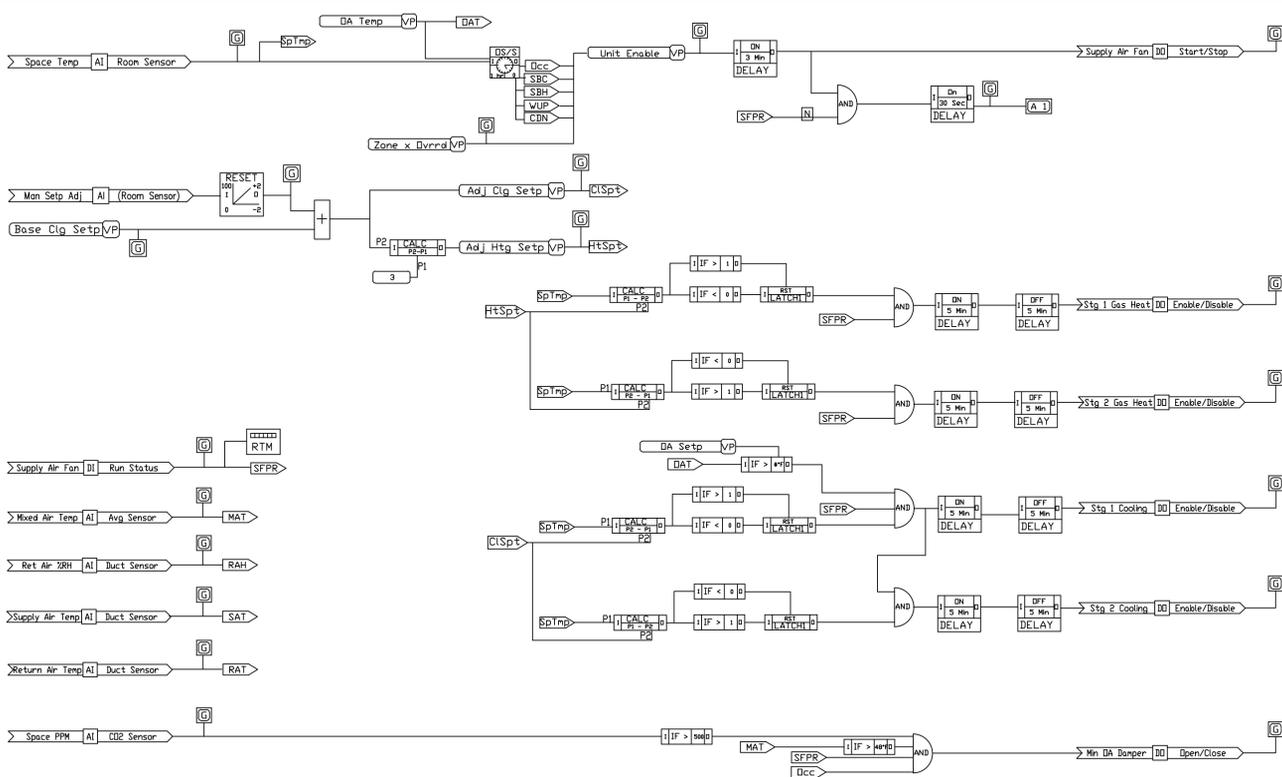 OA Temp VP OAT
G
SpTmp
Space Temp AI Room Sensor
OS/S
Occ
SBC
SBH
WUP
CDN
G
Zone x Ovrrd VP
Unit Enable VP
G
I ON O
3 Min
DELAY
Supply Air Fan DO Start/Stop
G
SFPR
N
AND
I On O
30 Sec
DELAY
G
A 1
Man Setp Adj AI (Room Sensor)
RESET
100 +2
I O
0 -2
G
Base Clg Setp VP
G
+
Adj Clg Setp VP
G
ClSpt
P2
I CALC O
P2-P1
P1
3
Adj Htg Setp VP
G
HtSpt
HtSpt
SpTmp
I CALC O
P1 - P2
P2
I IF > 1 O
I IF < 0 O
RST
I LATCH1
SFPR
AND
I ON O
5 Min
DELAY
I OFF O
5 Min
DELAY
Stg 1 Gas Heat DO Enable/Disable
G
SpTmp
P1
I CALC O
P2 - P1
P2
I IF < 0 O
I IF > 1 O
RST
I LATCH1
SFPR
AND
I ON O
5 Min
DELAY
I OFF O
5 Min
DELAY
Stg 2 Gas Heat DO Enable/Disable
G
Supply Air Fan DI Run Status
G
RTM
SFPR
Mixed Air Temp AI Avg Sensor
G
MAT
Ret Air %RH AI Duct Sensor
G
RAH
Supply Air Temp AI Duct Sensor
G
SAT
Return Air Temp AI Duct Sensor
G
RAT
OA Setp VP
OAT
I IF > 0°F O
ClSpt
SpTmp
P1
I CALC O
P2 - P1
P2
I IF > 1 O
I IF < 0 O
RST
I LATCH1
SFPR
AND
I ON O
5 Min
DELAY
I OFF O
5 Min
DELAY
Stg 1 Cooling DO Enable/Disable
G
SpTmp
P1
I CALC O
P1 - P2
P2
I IF < 0 O
I IF > 1 O
RST
I LATCH1
AND
I ON O
5 Min
DELAY
I OFF O
5 Min
DELAY
Stg 2 Cooling DO Enable/Disable
G
Space PPM AI CO2 Sensor
G
I IF > 500 O
MAT
I IF > 40°F O
SFPR
Occ
AND
Min OA Damper DO Open/Close
G